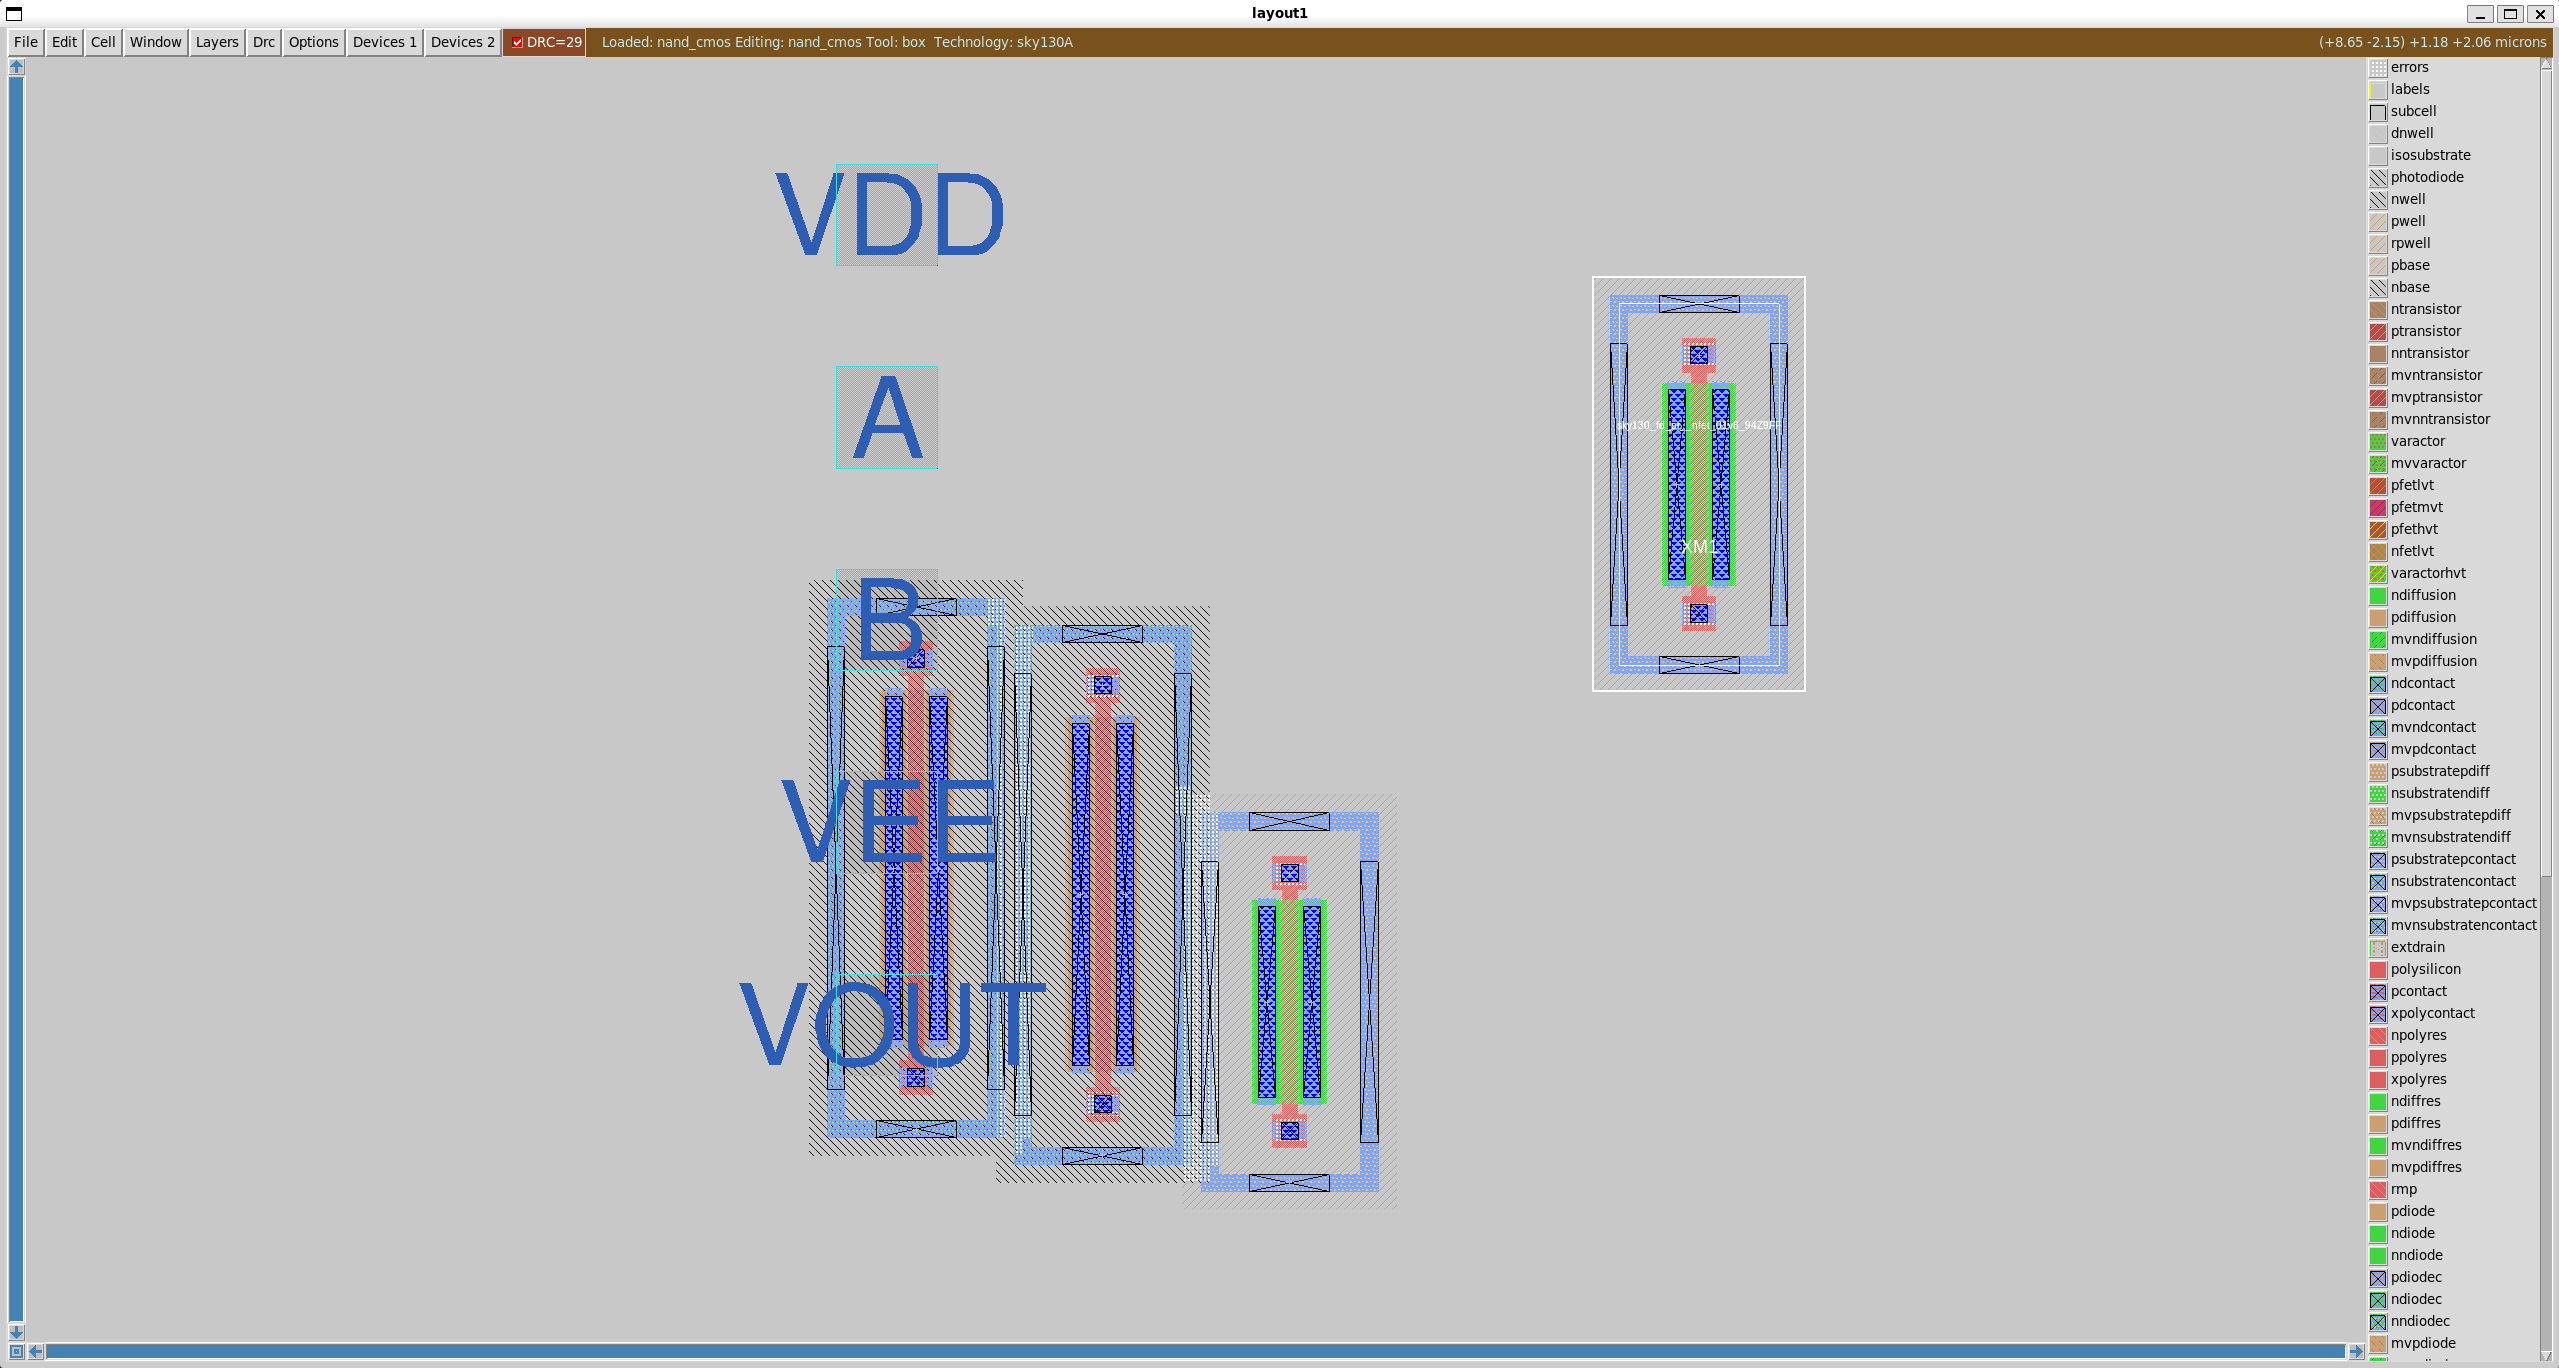 layout1
File Edit Cell Window Layers Drc Options Devices 1 Devices 2 DRC=29 Loaded: nand_cmos Editing: nand_cmos Tool: box Technology: sky130A (+8.65 -2.15) +1.18 +2.06 microns
VDD
A
B
VEE
VOUT
XM1
errors
labels
subcell
dnwell
isosubstrate
photodiode
nwell
pwell
rpwell
pbase
nbase
ntransistor
ptransistor
nntransistor
mvntransistor
mvptransistor
mvnntransistor
varactor
mvvaractor
pfetlvt
pfetmvt
pfethvt
nfetlvt
varactorhvt
ndiffusion
pdiffusion
mvndiffusion
mvpdiffusion
ndcontact
pdcontact
mvndcontact
mvpdcontact
psubstratepdiff
nsubstratendiff
mvpsubstratepdiff
mvnsubstratendiff
psubstratepcontact
nsubstratencontact
mvpsubstratepcontact
mvnsubstratencontact
extdrain
polysilicon
pcontact
xpolycontact
npolyres
ppolyres
xpolyres
ndiffres
pdiffres
mvndiffres
mvpdiffres
rmp
pdiode
ndiode
nndiode
pdiodec
ndiodec
nndiodec
mvpdiode